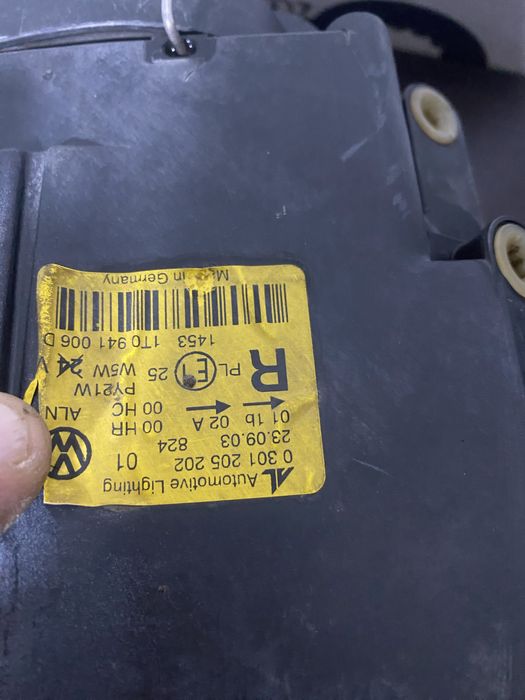 AL Automotive Lighting
0 301 205 202 01
23.09.03 824
01 1b 02 A 00 HR
00 HC ALN
PY21W
R PL E1 25 W5W 24 V
1453 1T0 941 006 D
Made in Germany